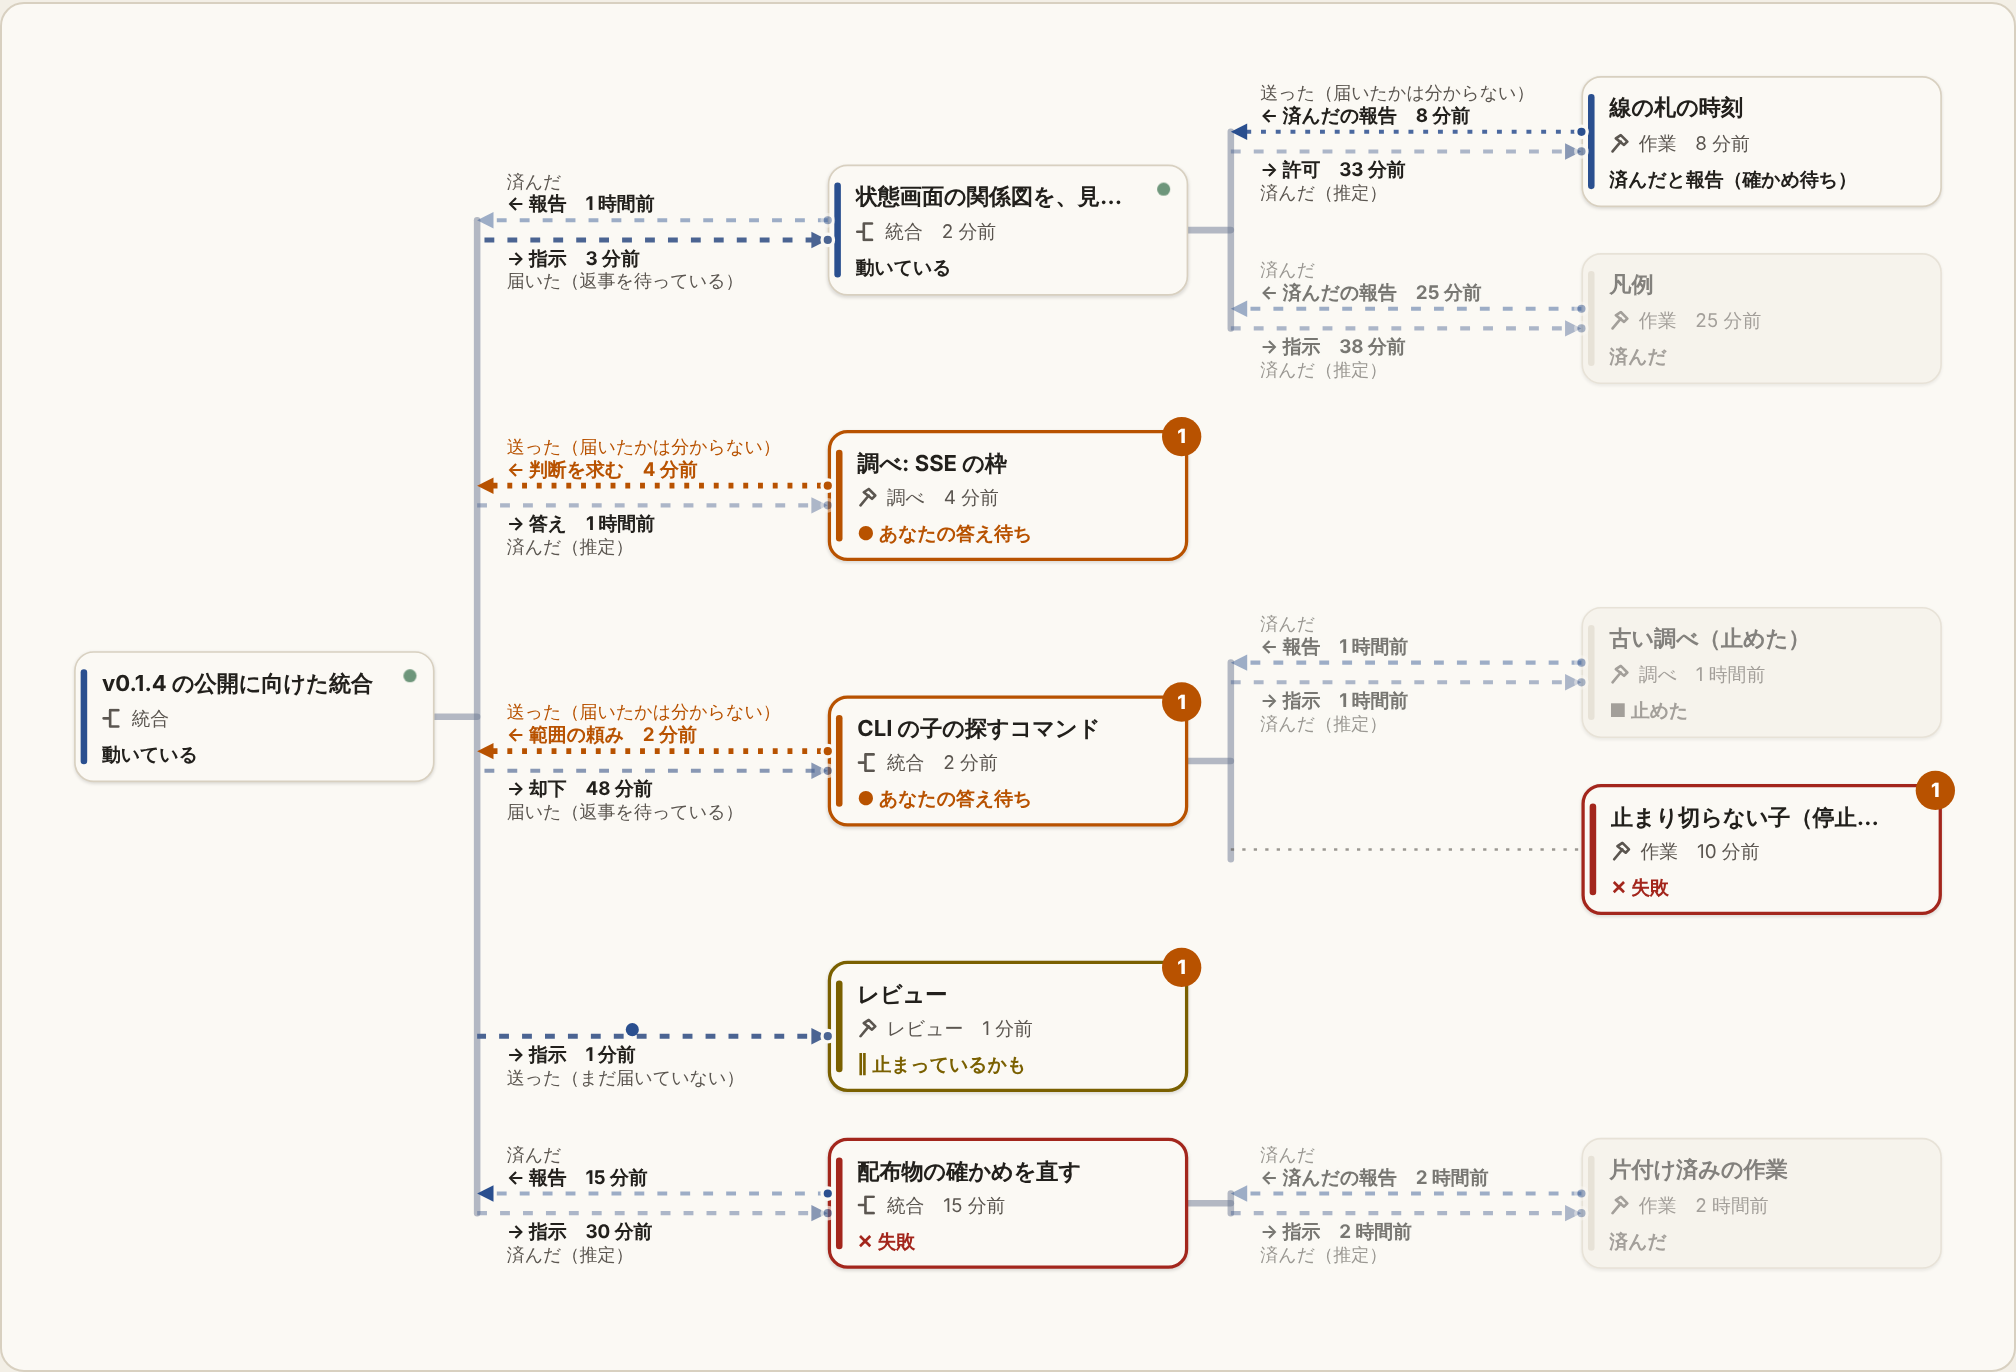 送った（届いたかは分からない）
← 済んだの報告 8 分前
→ 許可 33 分前
済んだ（推定）
線の札の時刻
作業 8 分前
済んだと報告（確かめ待ち）
済んだ
← 報告 1 時間前
→ 指示 3 分前
届いた（返事を待っている）
状態画面の関係図を、見…
統合 2 分前
動いている
済んだ
← 済んだの報告 25 分前
→ 指示 38 分前
済んだ（推定）
凡例
作業 25 分前
済んだ
送った（届いたかは分からない）
← 判断を求む 4 分前
→ 答え 1 時間前
済んだ（推定）
1
調べ: SSE の枠
調べ 4 分前
● あなたの答え待ち
v0.1.4 の公開に向けた統合
統合
動いている
送った（届いたかは分からない）
← 範囲の頼み 2 分前
→ 却下 48 分前
届いた（返事を待っている）
1
CLI の子の探すコマンド
統合 2 分前
● あなたの答え待ち
済んだ
← 報告 1 時間前
→ 指示 1 時間前
済んだ（推定）
古い調べ（止めた）
調べ 1 時間前
■ 止めた
1
止まり切らない子（停止…
作業 10 分前
✕ 失敗
→ 指示 1 分前
送った（まだ届いていない）
1
レビュー
レビュー 1 分前
‖ 止まっているかも
済んだ
← 報告 15 分前
→ 指示 30 分前
済んだ（推定）
配布物の確かめを直す
統合 15 分前
✕ 失敗
済んだ
← 済んだの報告 2 時間前
→ 指示 2 時間前
済んだ（推定）
片付け済みの作業
作業 2 時間前
済んだ